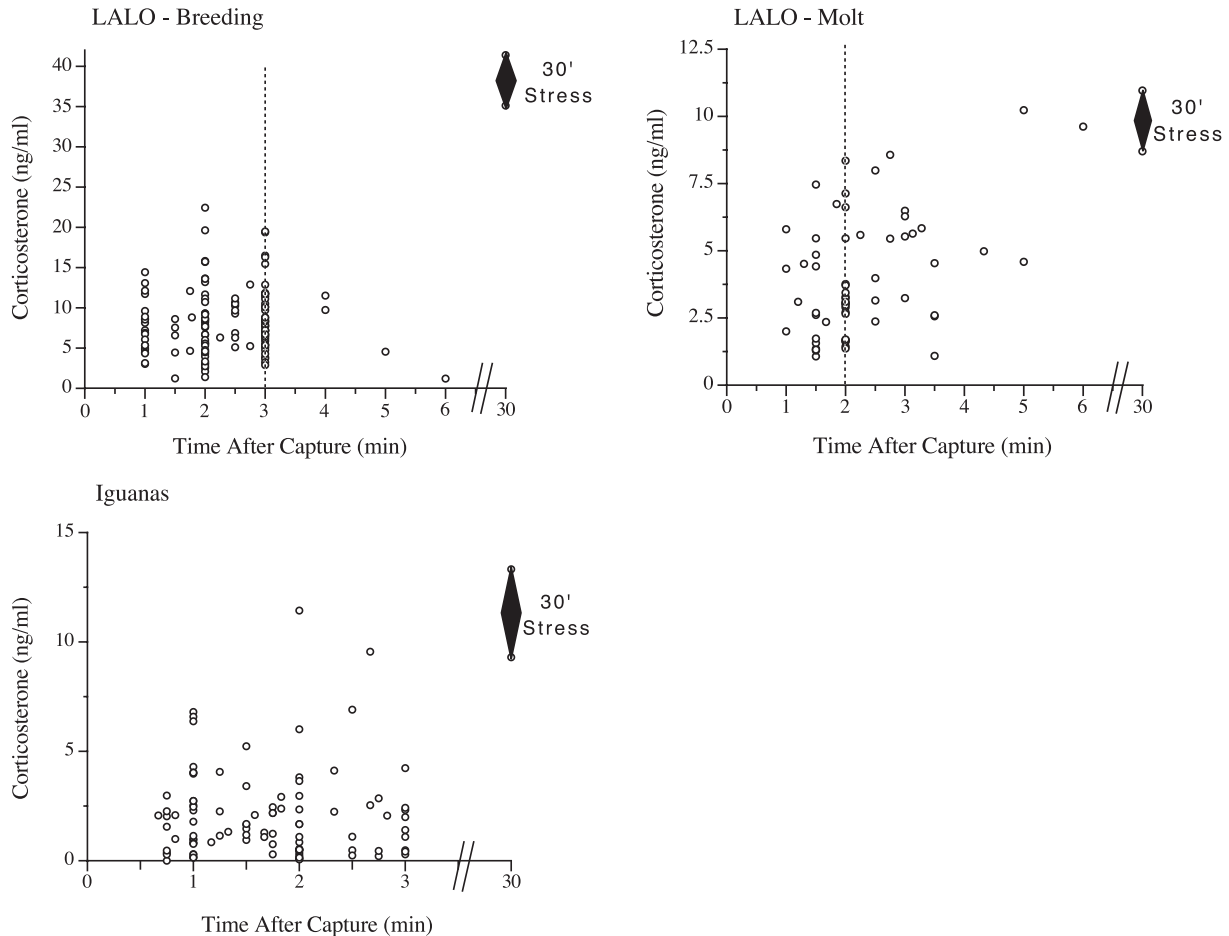 LALO - Breeding
40
35
30
25
20
15
10
5
0
Corticosterone (ng/ml)
30'
Stress
0 1 2 3 4 5 6 30
Time After Capture (min)
LALO - Molt
12.5
10
7.5
5
2.5
0
Corticosterone (ng/ml)
30'
Stress
0 1 2 3 4 5 6 30
Time After Capture (min)
Iguanas
15
10
5
0
Corticosterone (ng/ml)
30'
Stress
0 1 2 3 30
Time After Capture (min)